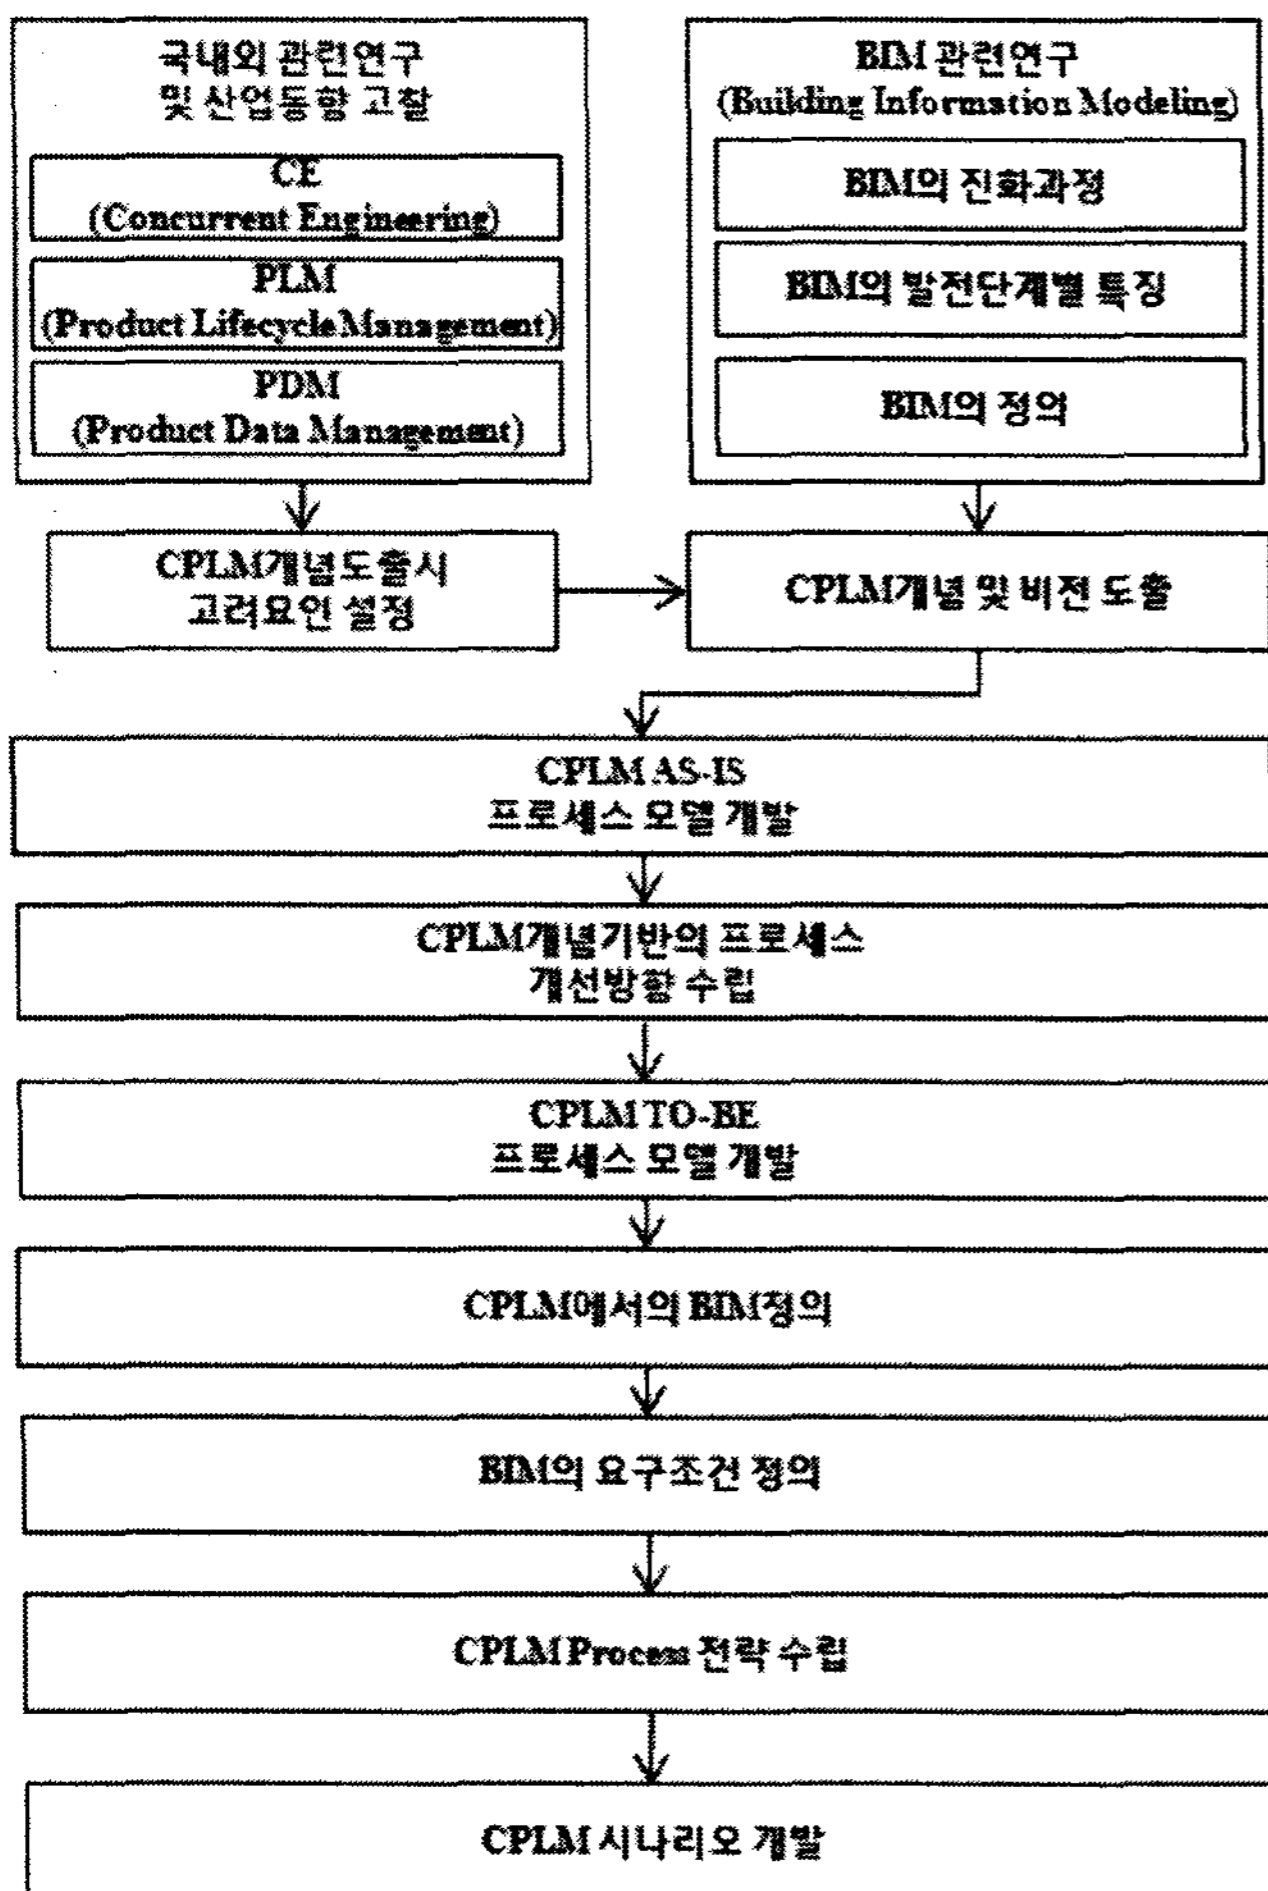 국내외 관련연구
및 산업동향 고찰
CE
(Concurrent Engineering)
PLM
(Product Lifecycle Management)
PDM
(Product Data Management)
BIM 관련연구
(Building Information Modeling)
BIM의 진화과정
BIM의 발전단계별 특징
BIM의 정의
CPLM개념도출시
고려요인 설정
CPLM개념 및 비전 도출
CPLM AS-IS
프로세스 모델 개발
CPLM개념기반의 프로세스
개선방향 수립
CPLM TO-BE
프로세스 모델 개발
CPLM에서의 BIM정의
BIM의 요구조건 정의
CPLM Process 전략 수립
CPLM 시나리오 개발